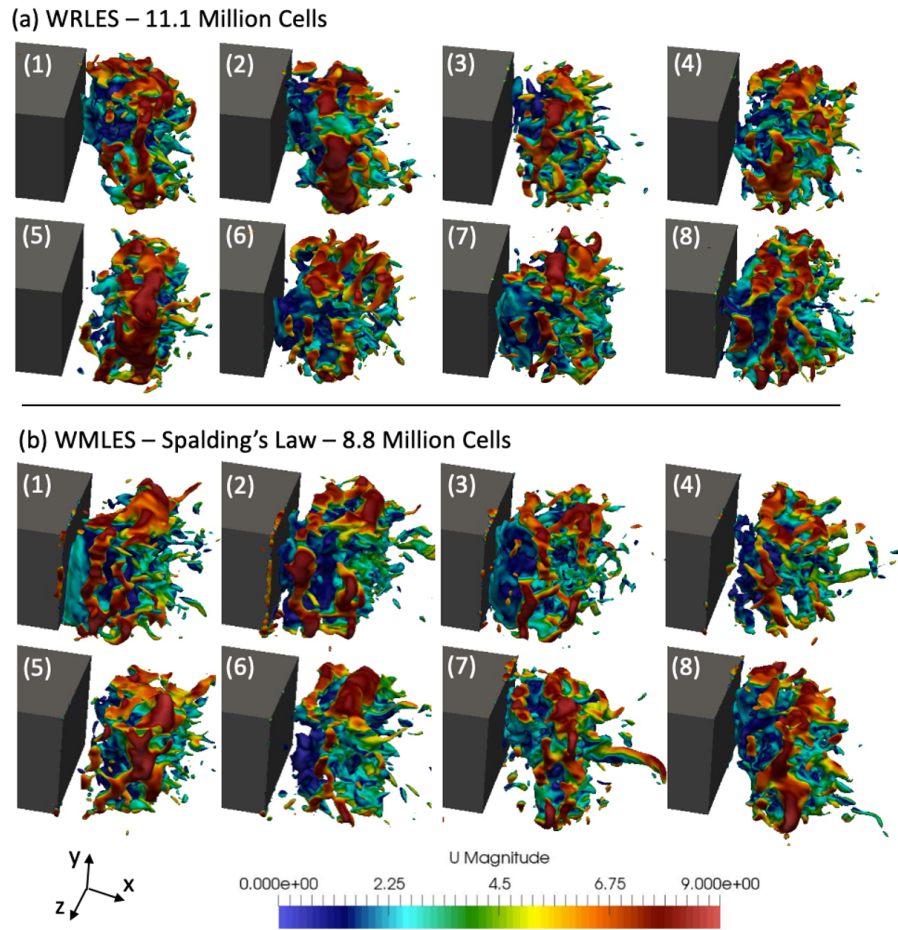 (a) WRLES – 11.1 Million Cells
(1) (2) (3) (4)
(5) (6) (7) (8)
(b) WMLES – Spalding's Law – 8.8 Million Cells
(1) (2) (3) (4)
(5) (6) (7) (8)
y
x
z
U Magnitude
0.000e+00 2.25 4.5 6.75 9.000e+00